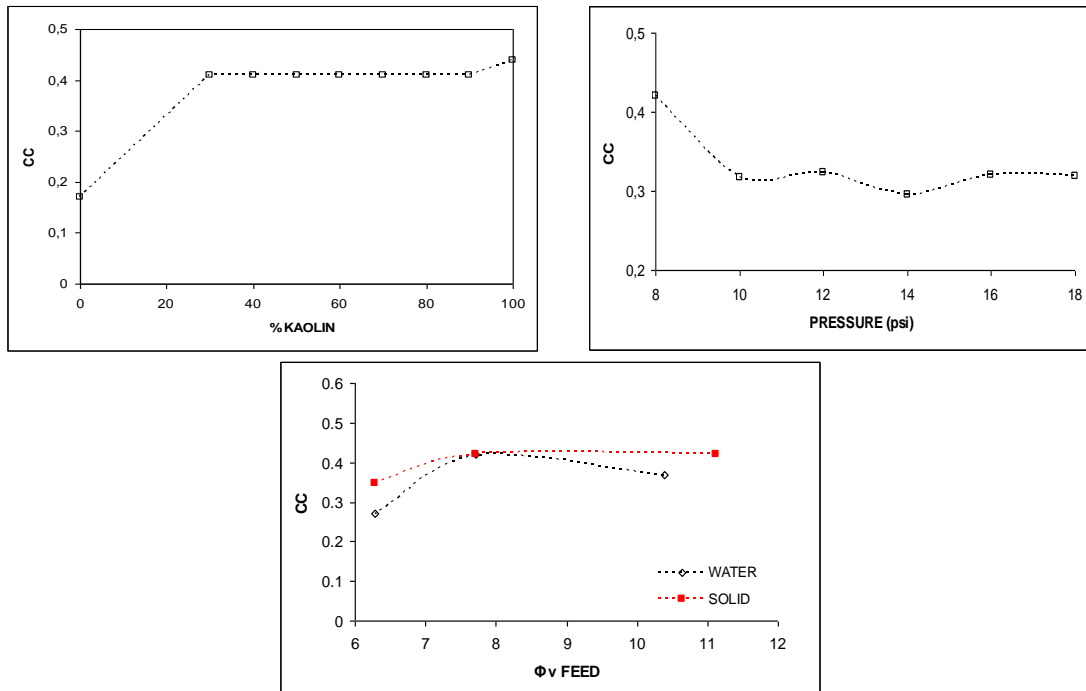 0,5
0,4
0,3
0,2
0,1
0
CC
0 20 40 60 80 100
% KAOLIN
0,5
0,4
0,3
0,2
CC
8 10 12 14 16 18
PRESSURE (psi)
0.6
0.5
0.4
0.3
0.2
0.1
0
CC
WATER
SOLID
6 7 8 9 10 11 12
Φv FEED